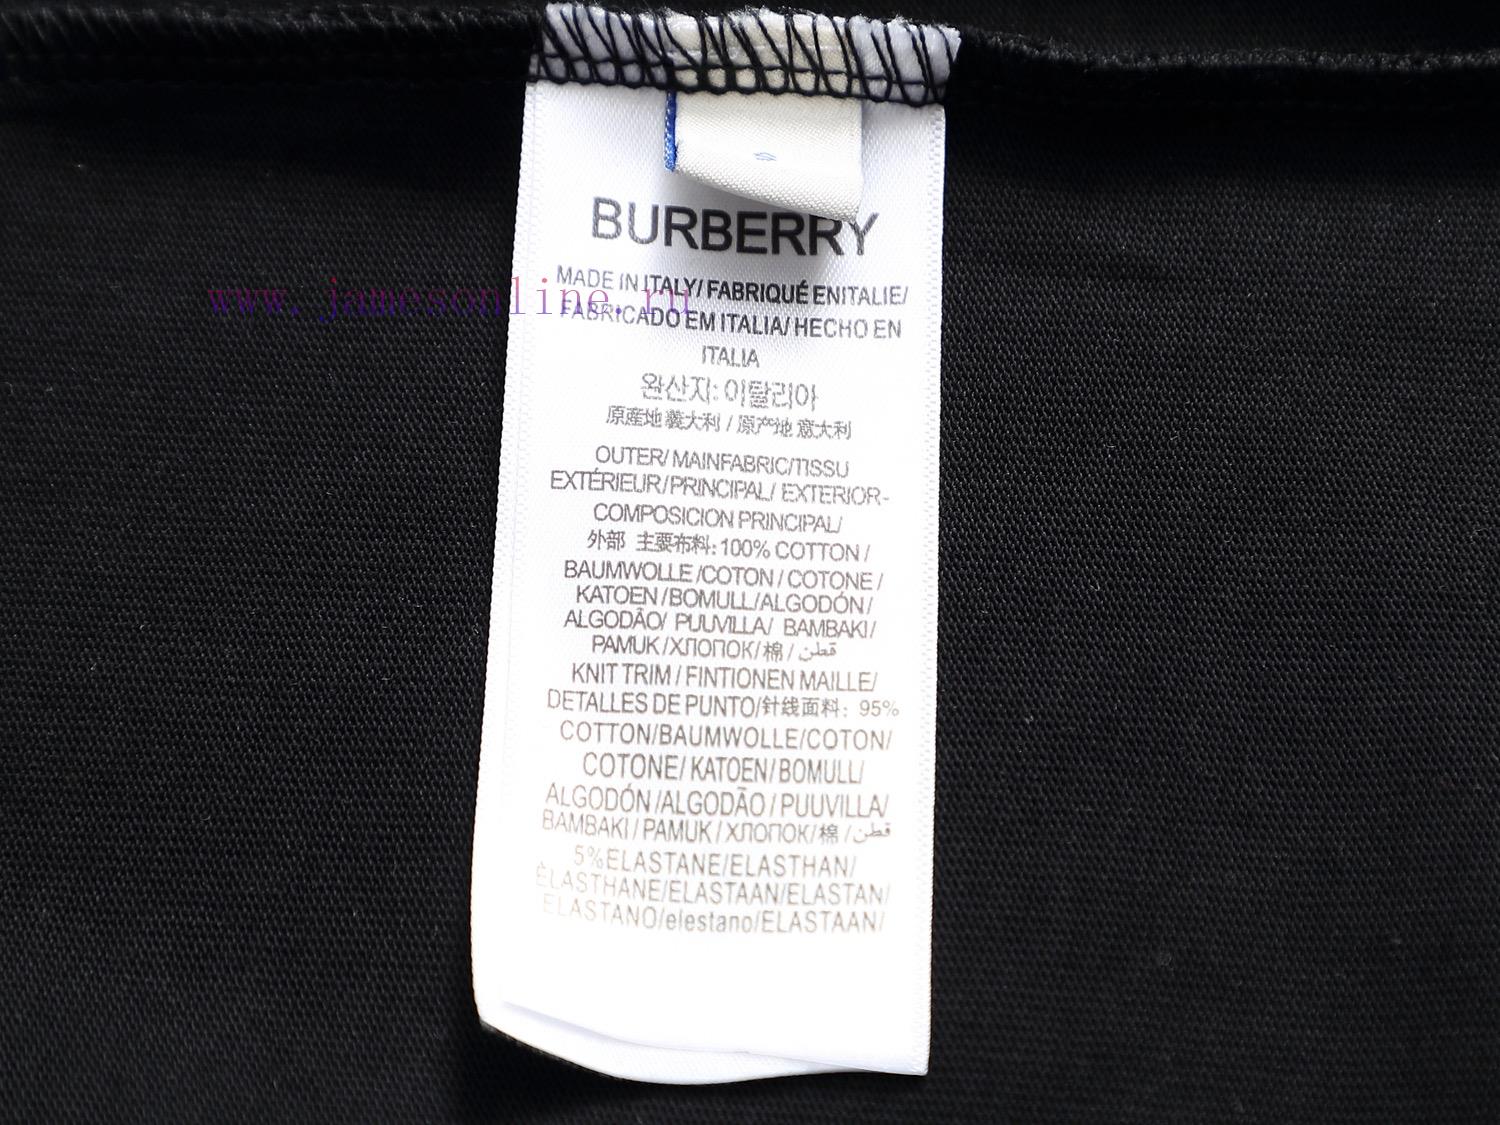 BURBERRY
MADE IN ITALY/ FABRIQUÉ ENITALIE/
www.jamesonline.ru
FABRICADO EM ITALIA/ HECHO EN
ITALIA
완산지: 이탈리아
原産地 義大利 / 原产地 意大利
OUTER/ MAINFABRIC/TISSU
EXTÉRIEUR/PRINCIPAL/ EXTERIOR-
COMPOSICION PRINCIPAL/
外部 主要布料: 100% COTTON /
BAUMWOLLE /COTON / COTONE /
KATOEN /BOMULL/ALGODÓN /
ALGODÃO/ PUUVILLA/ BAMBAKI /
PAMUK /ХЛОПОК/ 棉 / قطن
KNIT TRIM / FINTIONEN MAILLE/
DETALLES DE PUNTO/针线面料: 95%
COTTON/BAUMWOLLE/COTON/
COTONE/ KATOEN/ BOMULL/
ALGODÓN /ALGODÃO / PUUVILLA/
BAMBAKI / PAMUK / ХЛОПОК/ 棉 / قطن
5%ELASTANE/ELASTHAN/
ÈLASTHANE/ELASTAAN/ELASTAN/
ELASTANO/elestano/ELASTAAN/